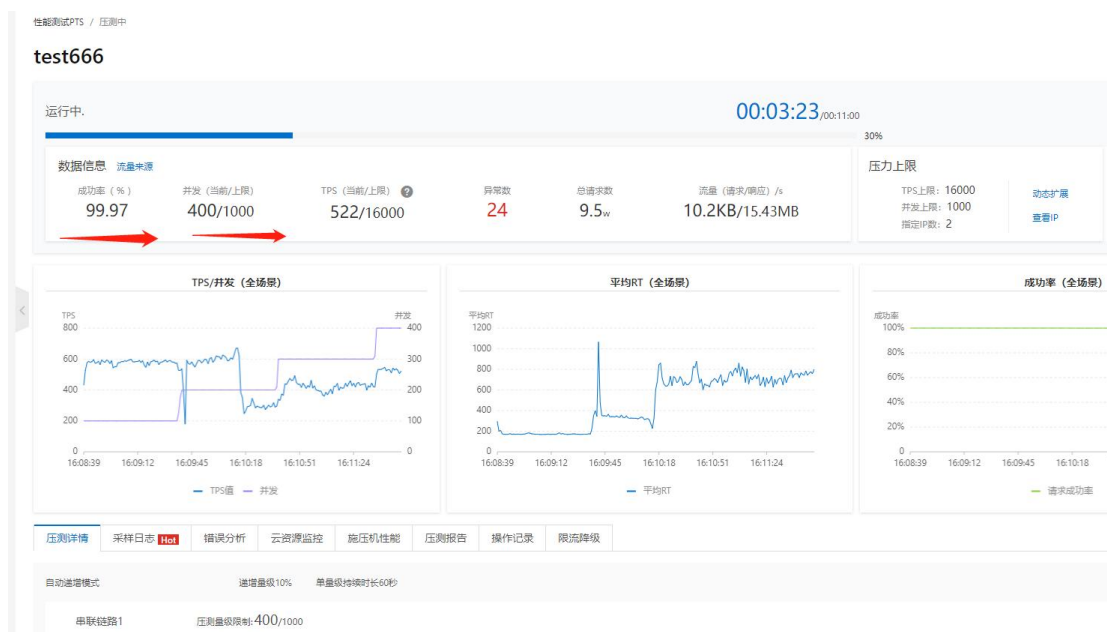 性能测试PTS / 压测中
test666
运行中.
00:03:23/00:11:00
30%
数据信息 流量来源
成功率（%） 并发（当前/上限） TPS（当前/上限） ? 异常数 总请求数 流量（请求/响应）/s
99.97 400/1000 522/16000 24 9.5w 10.2KB/15.43MB
压力上限
TPS上限: 16000
并发上限: 1000
指定IP数: 2
动态扩展
查看IP
TPS/并发（全场景）
TPS 并发
800 400
600 300
400 200
200 100
0 0
16:08:39 16:09:12 16:09:45 16:10:18 16:10:51 16:11:24
TPS值 并发
平均RT（全场景）
平均RT
1200
1000
800
600
400
200
0
16:08:39 16:09:12 16:09:45 16:10:18 16:10:51 16:11:24
平均RT
成功率（全场景）
成功率
100%
80%
60%
40%
20%
0
16:08:39 16:09:12 16:09:45 16:10:18
请求成功率
压测详情 采样日志 Hot 错误分析 云资源监控 施压机性能 压测报告 操作记录 限流降级
自动递增模式 递增量级10% 单量级持续时长60秒
串联链路1 压测量级限制:400/1000